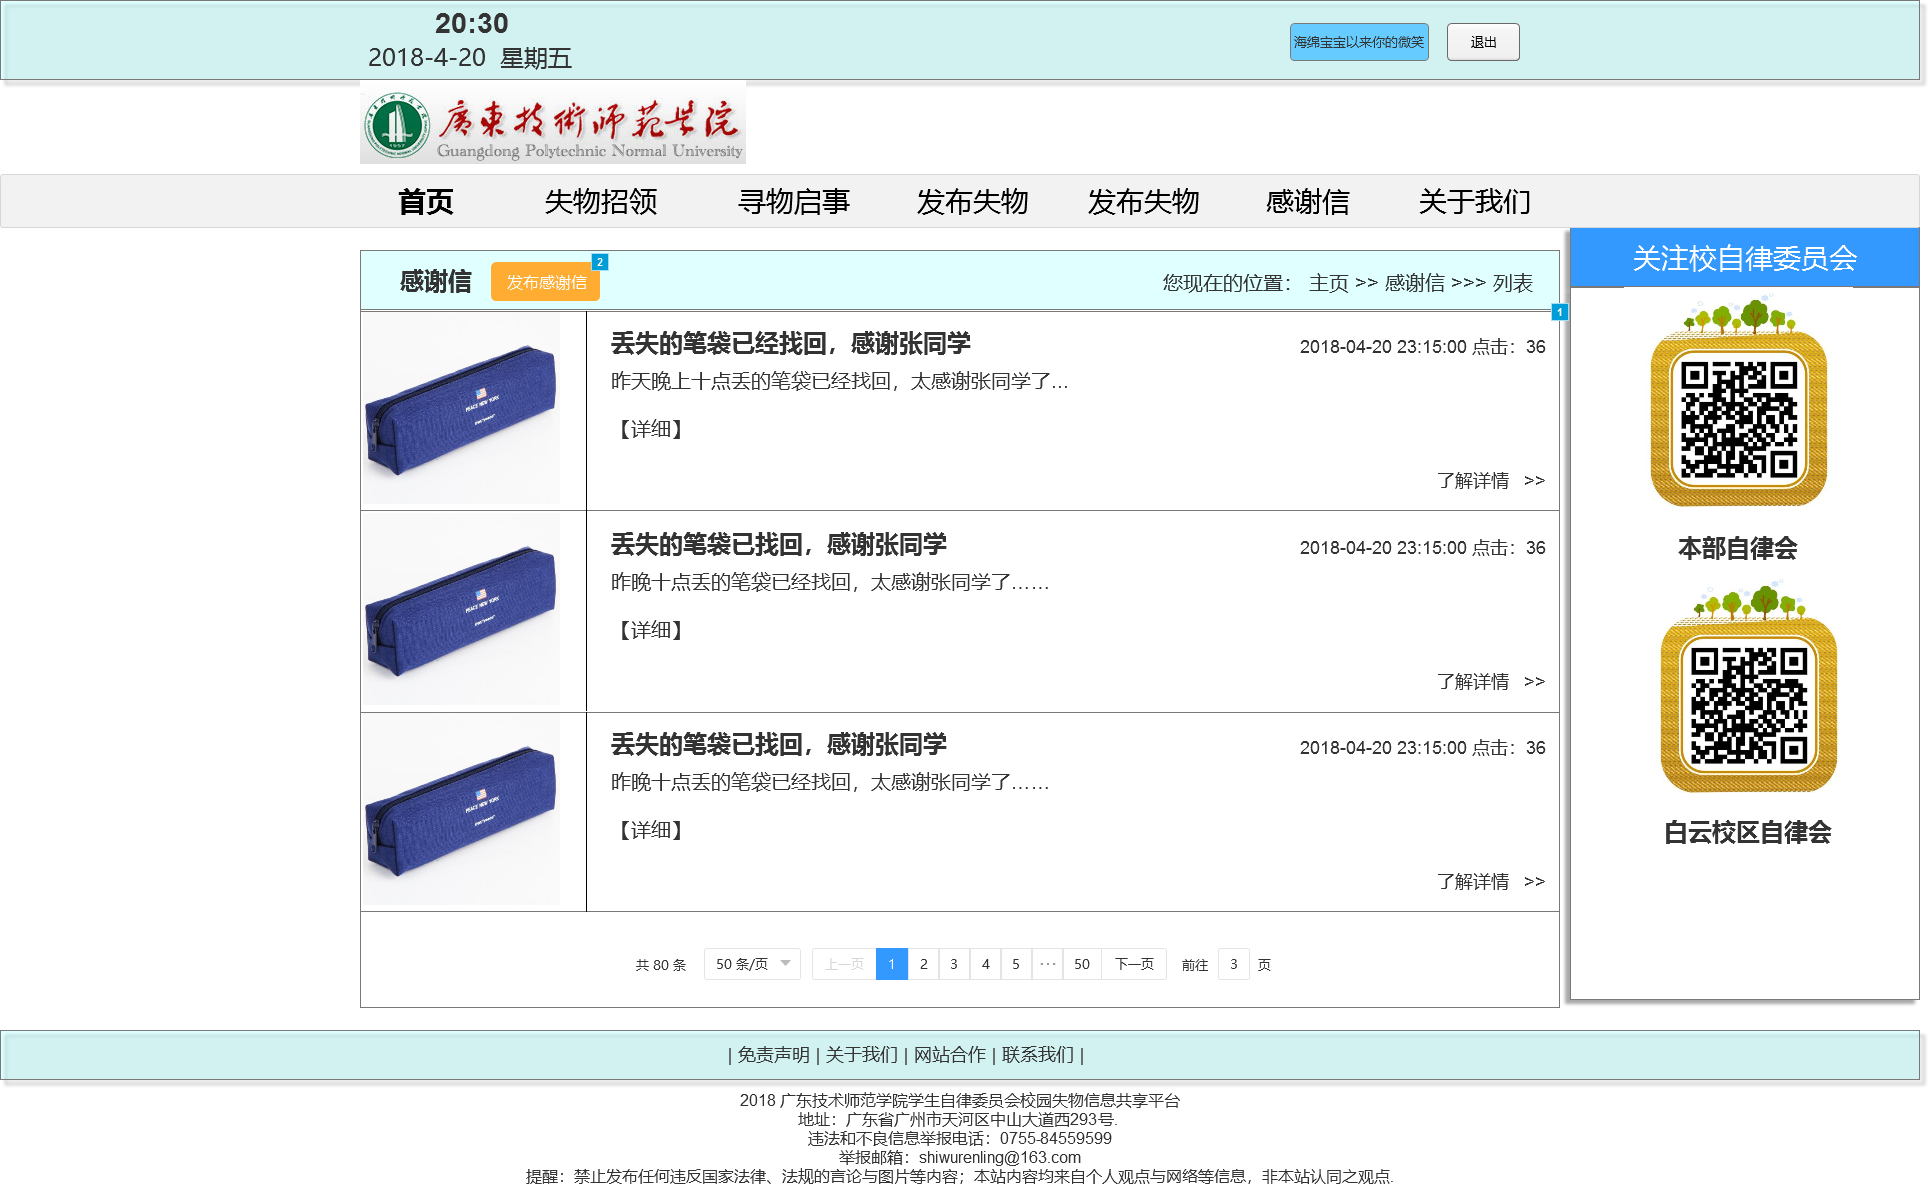 20:30
2018-4-20 星期五
海绵宝宝以来你的微笑
退出
廣東技術师范学院
Guangdong Polytechnic Normal University
首页 失物招领 寻物启事 发布失物 发布失物 感谢信 关于我们
关注校自律委员会
感谢信
发布感谢信
2
您现在的位置： 主页 >> 感谢信 >>> 列表
1
丢失的笔袋已经找回，感谢张同学
2018-04-20 23:15:00 点击：36
昨天晚上十点丢的笔袋已经找回，太感谢张同学了...
【详细】
了解详情 >>
PEACE NEW YORK
丢失的笔袋已找回，感谢张同学
2018-04-20 23:15:00 点击：36
昨晚十点丢的笔袋已经找回，太感谢张同学了……
【详细】
了解详情 >>
PEACE NEW YORK
丢失的笔袋已找回，感谢张同学
2018-04-20 23:15:00 点击：36
昨晚十点丢的笔袋已经找回，太感谢张同学了……
【详细】
了解详情 >>
PEACE NEW YORK
本部自律会
白云校区自律会
共 80 条 50 条/页 上一页 1 2 3 4 5 ··· 50 下一页 前往 3 页
| 免责声明 | 关于我们 | 网站合作 | 联系我们 |
2018 广东技术师范学院学生自律委员会校园失物信息共享平台
地址：广东省广州市天河区中山大道西293号.
违法和不良信息举报电话：0755-84559599
举报邮箱：shiwurenling@163.com
提醒：禁止发布任何违反国家法律、法规的言论与图片等内容；本站内容均来自个人观点与网络等信息，非本站认同之观点.